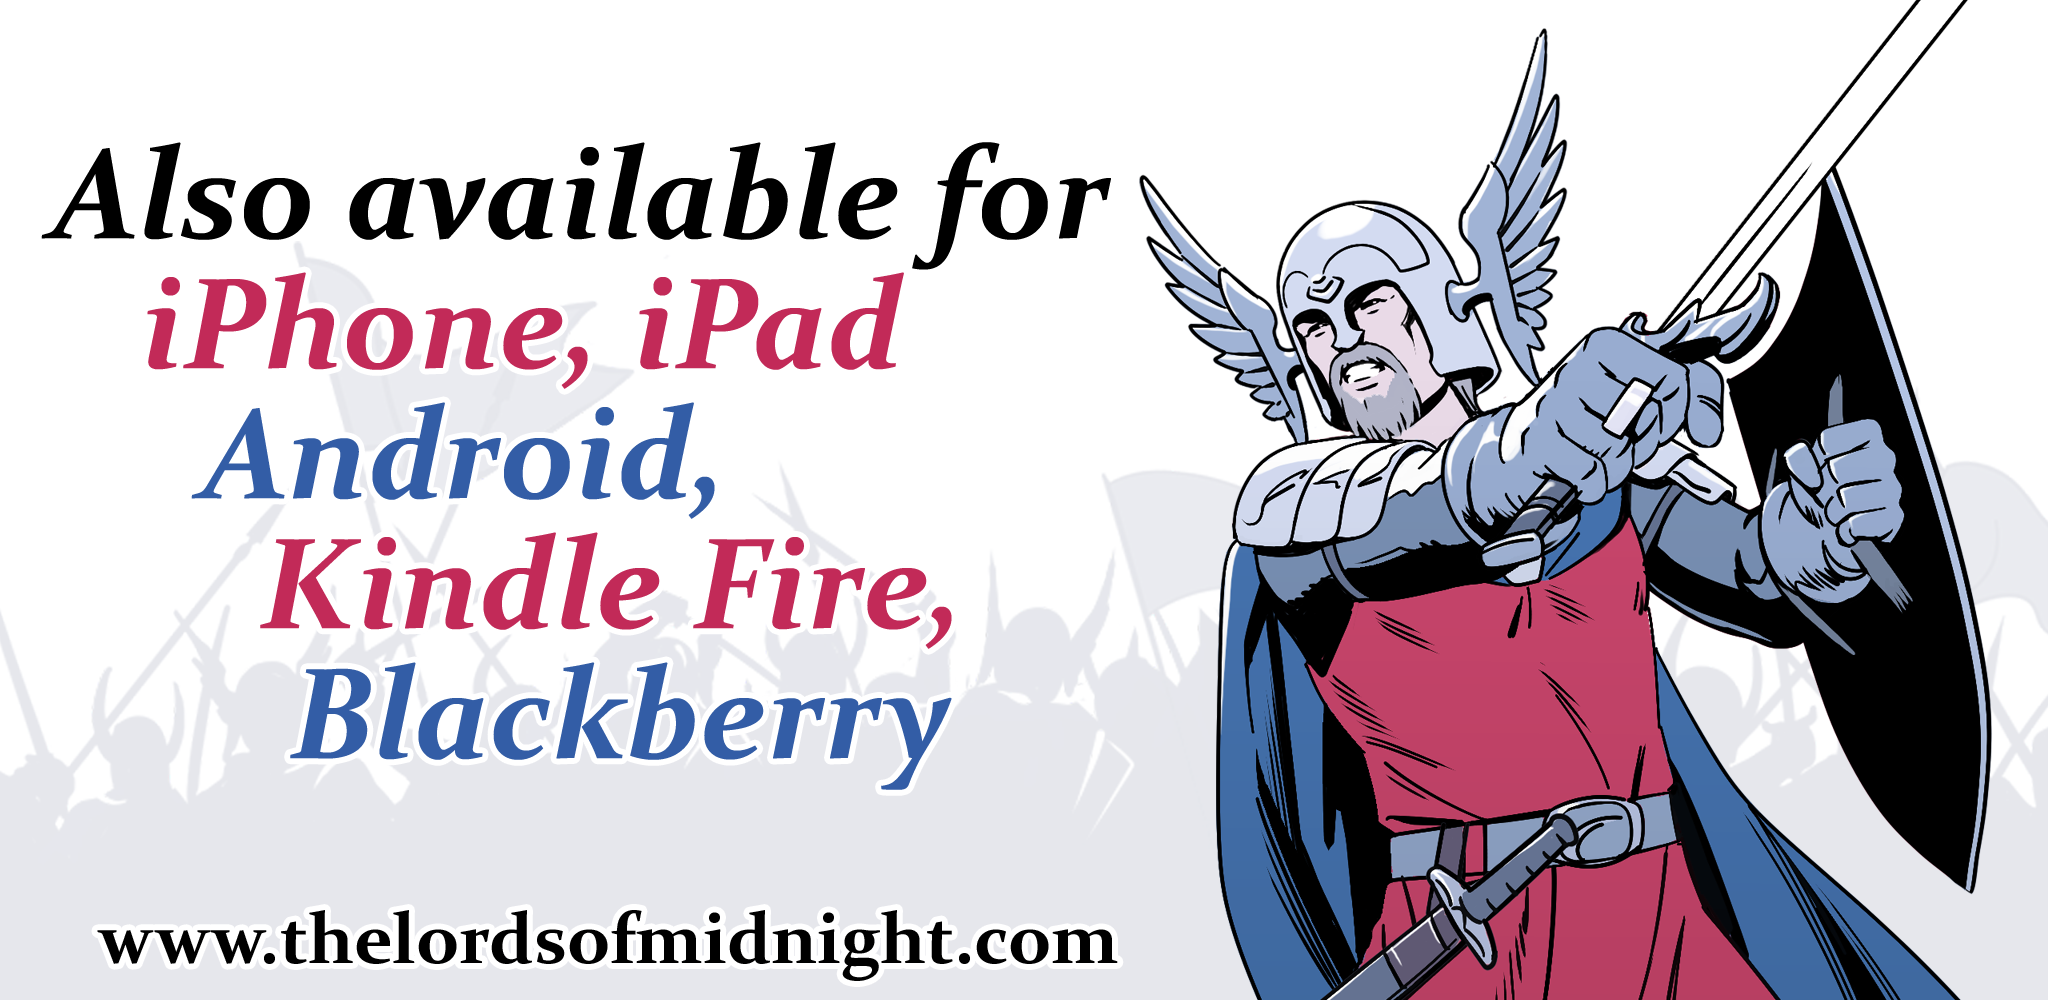 Also available for
iPhone, iPad
Android,
Kindle Fire,
Blackberry
www.thelordsofmidnight.com